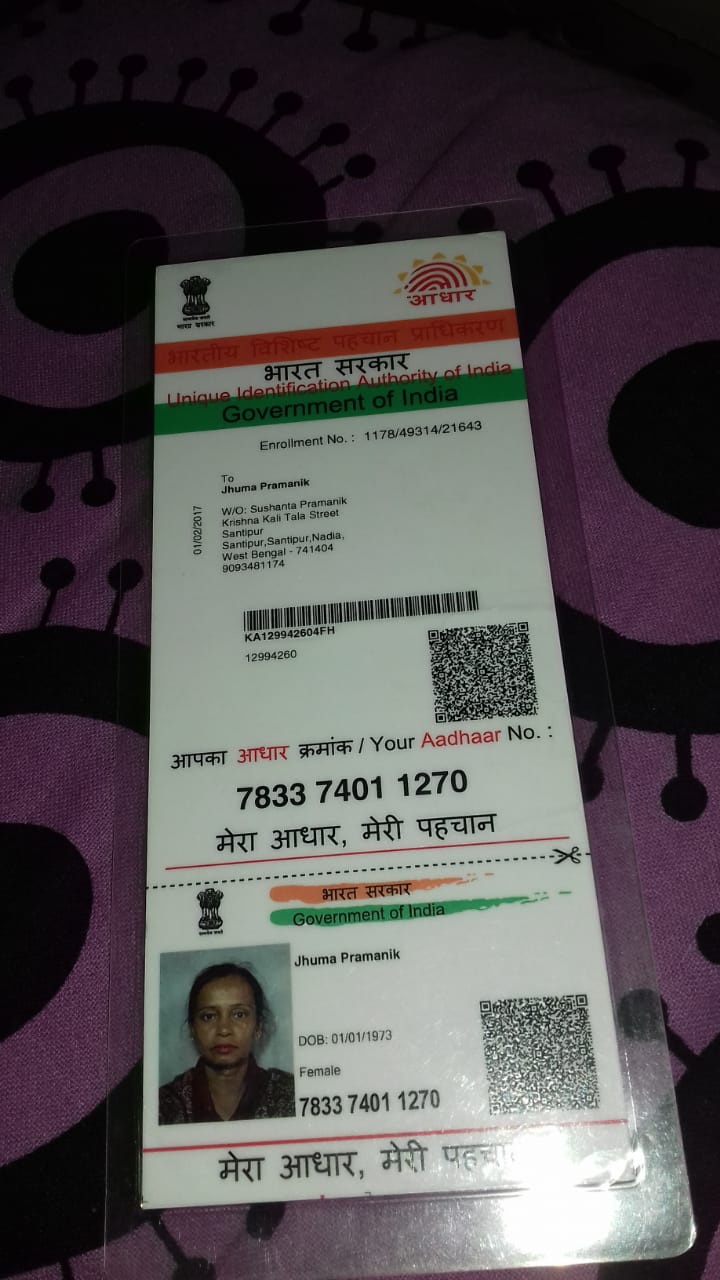 आधार
भारत सरकार
भारतीय विशिष्ट पहचान प्राधिकरण
भारत सरकार
Unique Identification Authority of India
Government of India
Enrollment No. : 1178/49314/21643
To
Jhuma Pramanik
W/O: Sushanta Pramanik
Krishna Kali Tala Street
Santipur
Santipur,Santipur,Nadia,
West Bengal - 741404
9093481174
01/02/2017
KA129942604FH
12994260
आपका आधार क्रमांक / Your Aadhaar No. :
7833 7401 1270
मेरा आधार, मेरी पहचान
भारत सरकार
Government of India
Jhuma Pramanik
DOB: 01/01/1973
Female
7833 7401 1270
मेरा आधार, मेरी